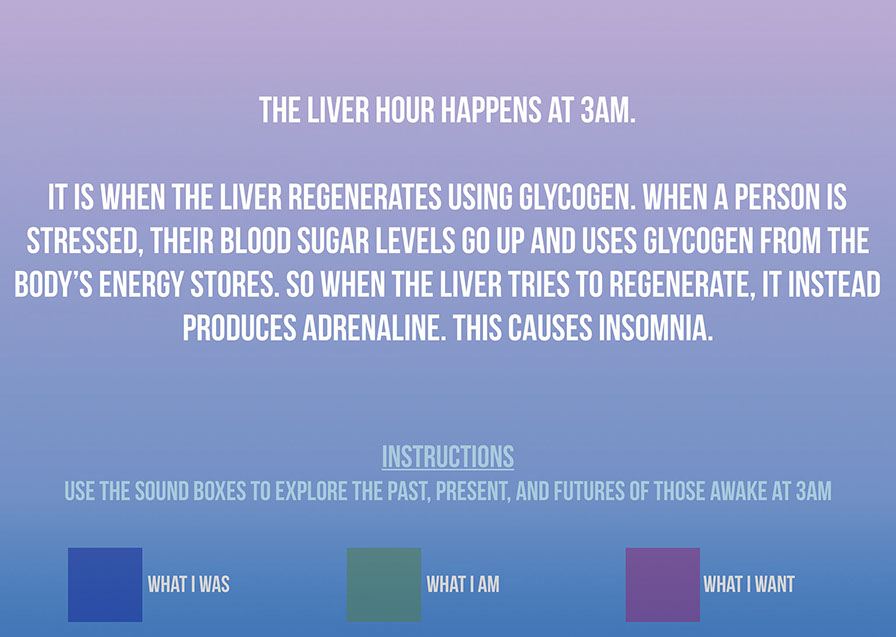 THE LIVER HOUR HAPPENS AT 3AM.
IT IS WHEN THE LIVER REGENERATES USING GLYCOGEN. WHEN A PERSON IS
STRESSED, THEIR BLOOD SUGAR LEVELS GO UP AND USES GLYCOGEN FROM THE
BODY'S ENERGY STORES. SO WHEN THE LIVER TRIES TO REGENERATE, IT INSTEAD
PRODUCES ADRENALINE. THIS CAUSES INSOMNIA.
INSTRUCTIONS
USE THE SOUND BOXES TO EXPLORE THE PAST, PRESENT, AND FUTURES OF THOSE AWAKE AT 3AM
WHAT I WAS
WHAT I AM
WHAT I WANT